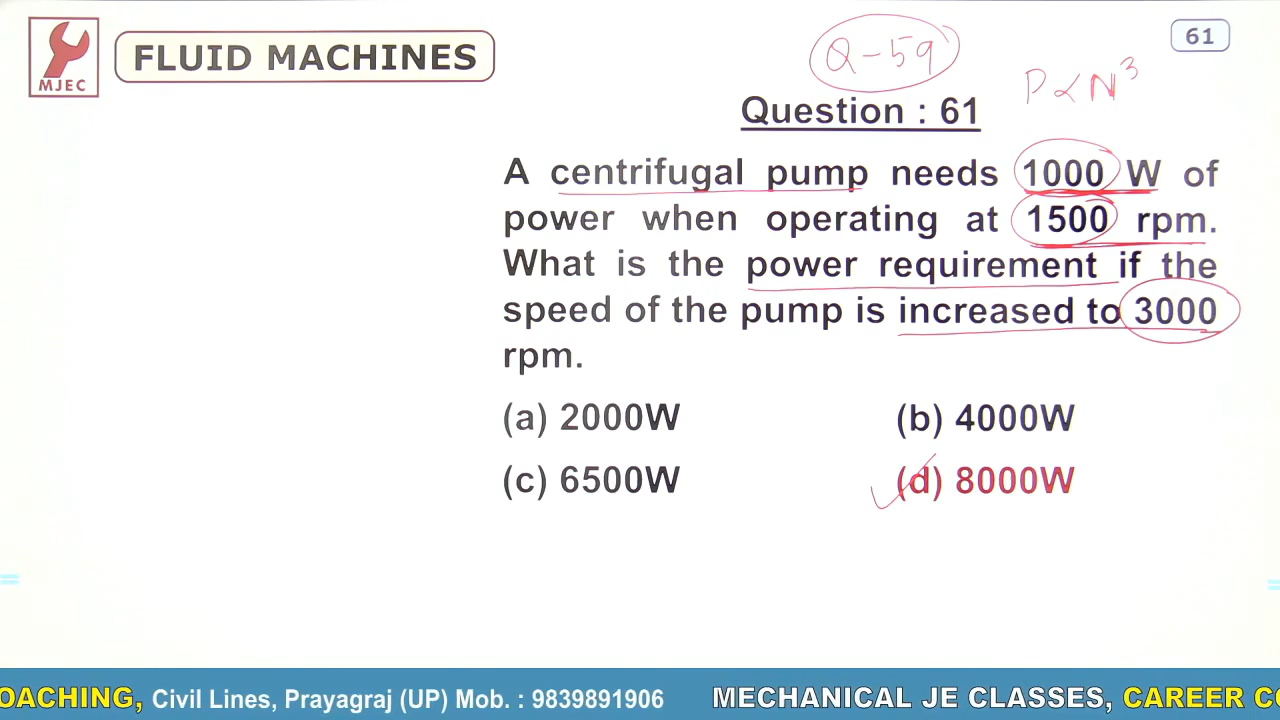 MJEC
FLUID MACHINES
Q-59
61
P∝N³
Question : 61
A centrifugal pump needs 1000 W of
power when operating at 1500 rpm.
What is the power requirement if the
speed of the pump is increased to 3000
rpm.
(a) 2000W
(b) 4000W
(c) 6500W
(d) 8000W
OACHING, Civil Lines, Prayagraj (UP) Mob. : 9839891906 MECHANICAL JE CLASSES, CAREER CO